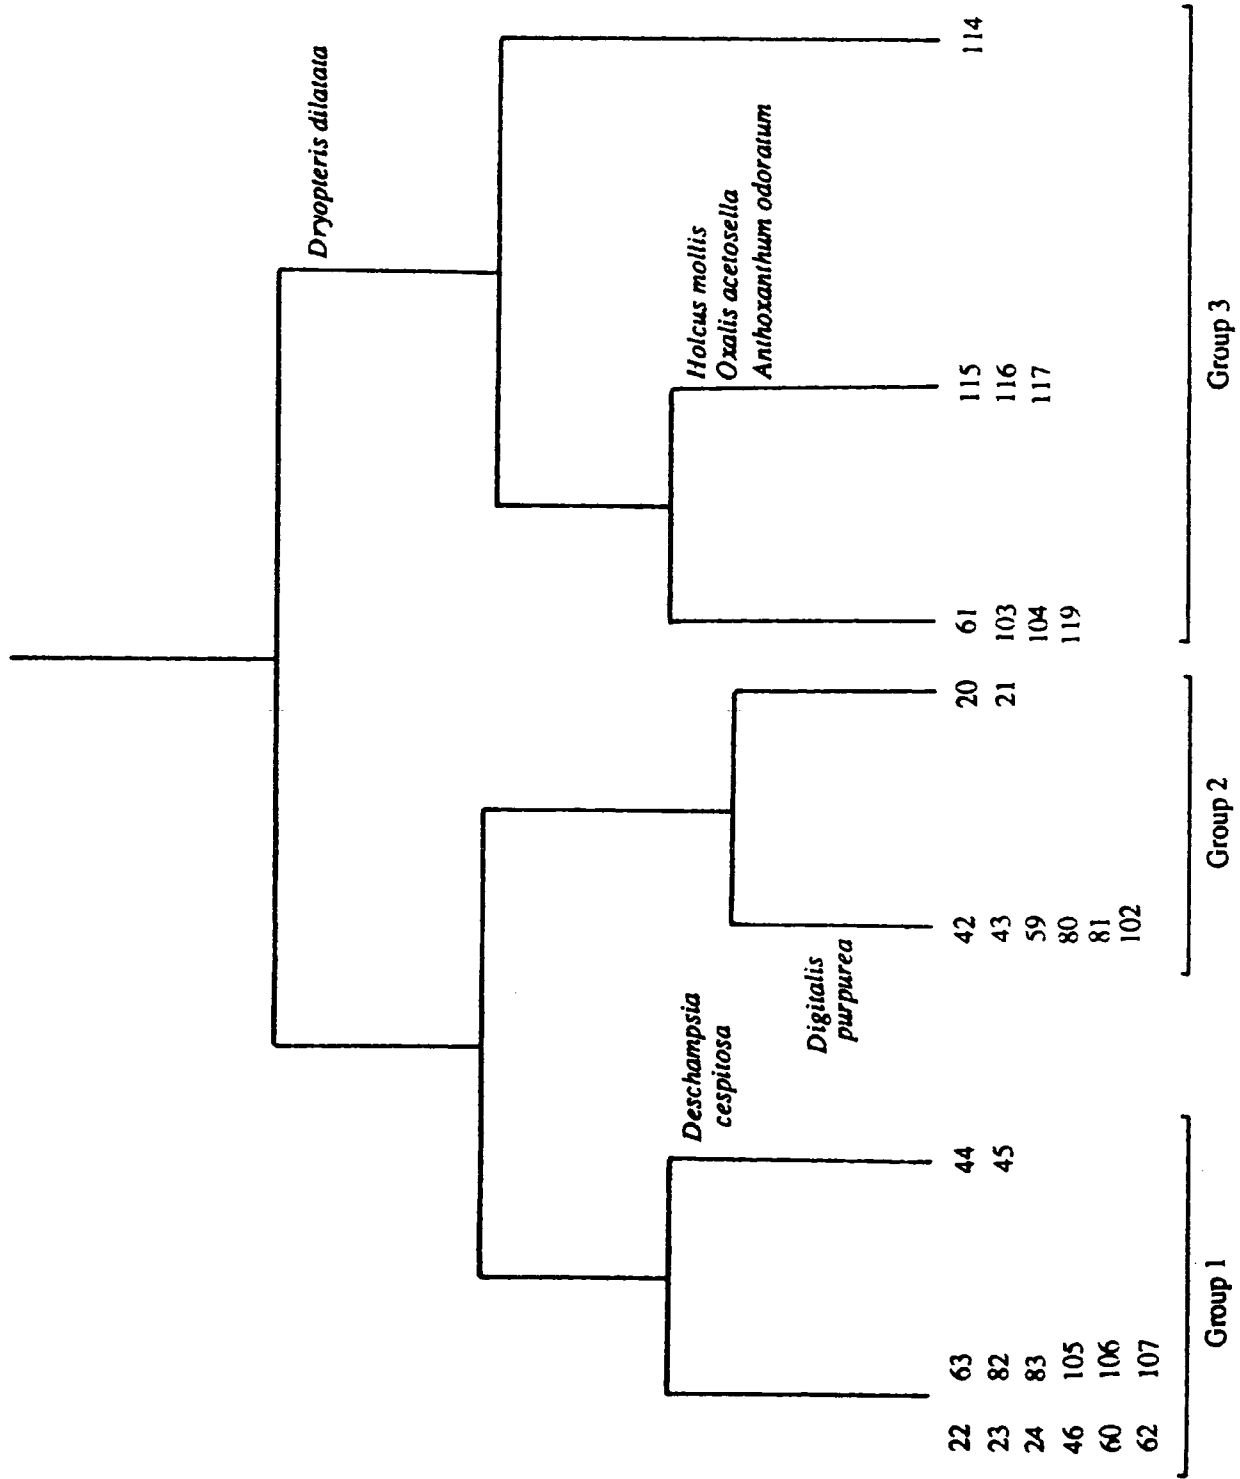 Dryopteris dilatata
Deschampsia
cespitosa
Digitalis
purpurea
Holcus mollis
Oxalis acetosella
Anthoxanthum odoratum
22 63
23 82
24 83
46 105
60 106
62 107
44
45
42
43
59
80
81
102
20
21
61
103
104
119
115
116
117
114
Group 1
Group 2
Group 3